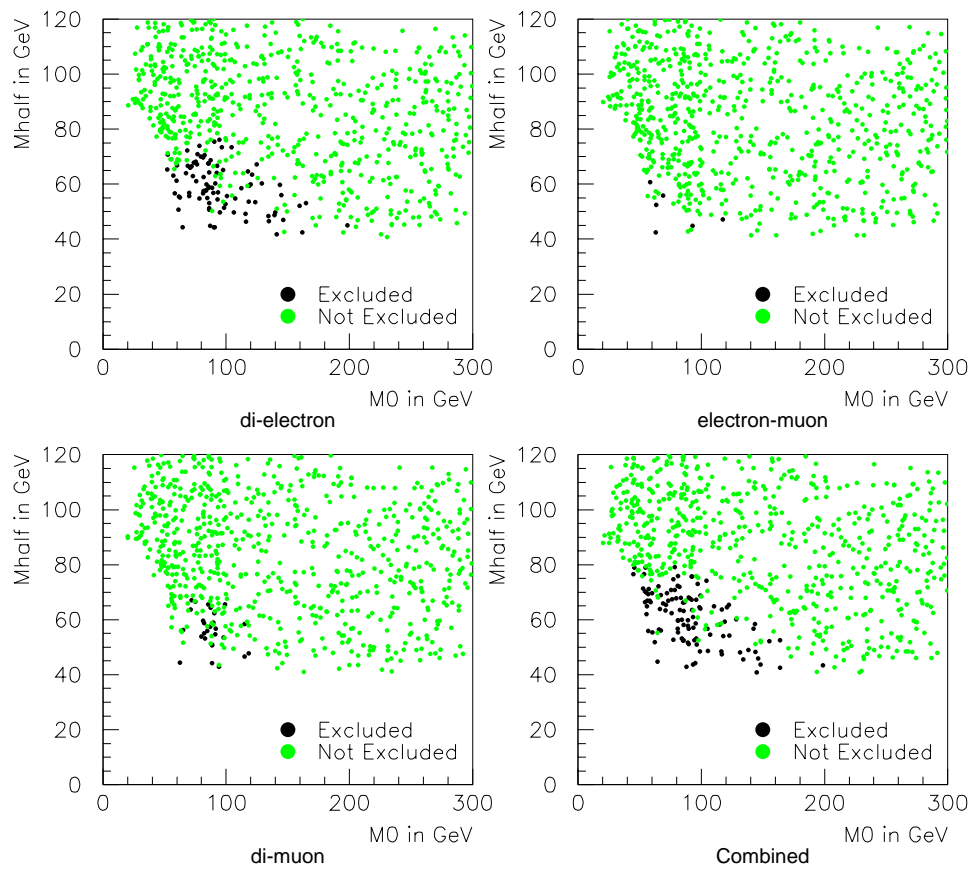 Mhalf in GeV
120
100
80
60
40
20
0
Excluded
Not Excluded
0
100
200
300
M0 in GeV
di-electron
Mhalf in GeV
120
100
80
60
40
20
0
Excluded
Not Excluded
0
100
200
300
M0 in GeV
electron-muon
Mhalf in GeV
120
100
80
60
40
20
0
Excluded
Not Excluded
0
100
200
300
M0 in GeV
di-muon
Mhalf in GeV
120
100
80
60
40
20
0
Excluded
Not Excluded
0
100
200
300
M0 in GeV
Combined